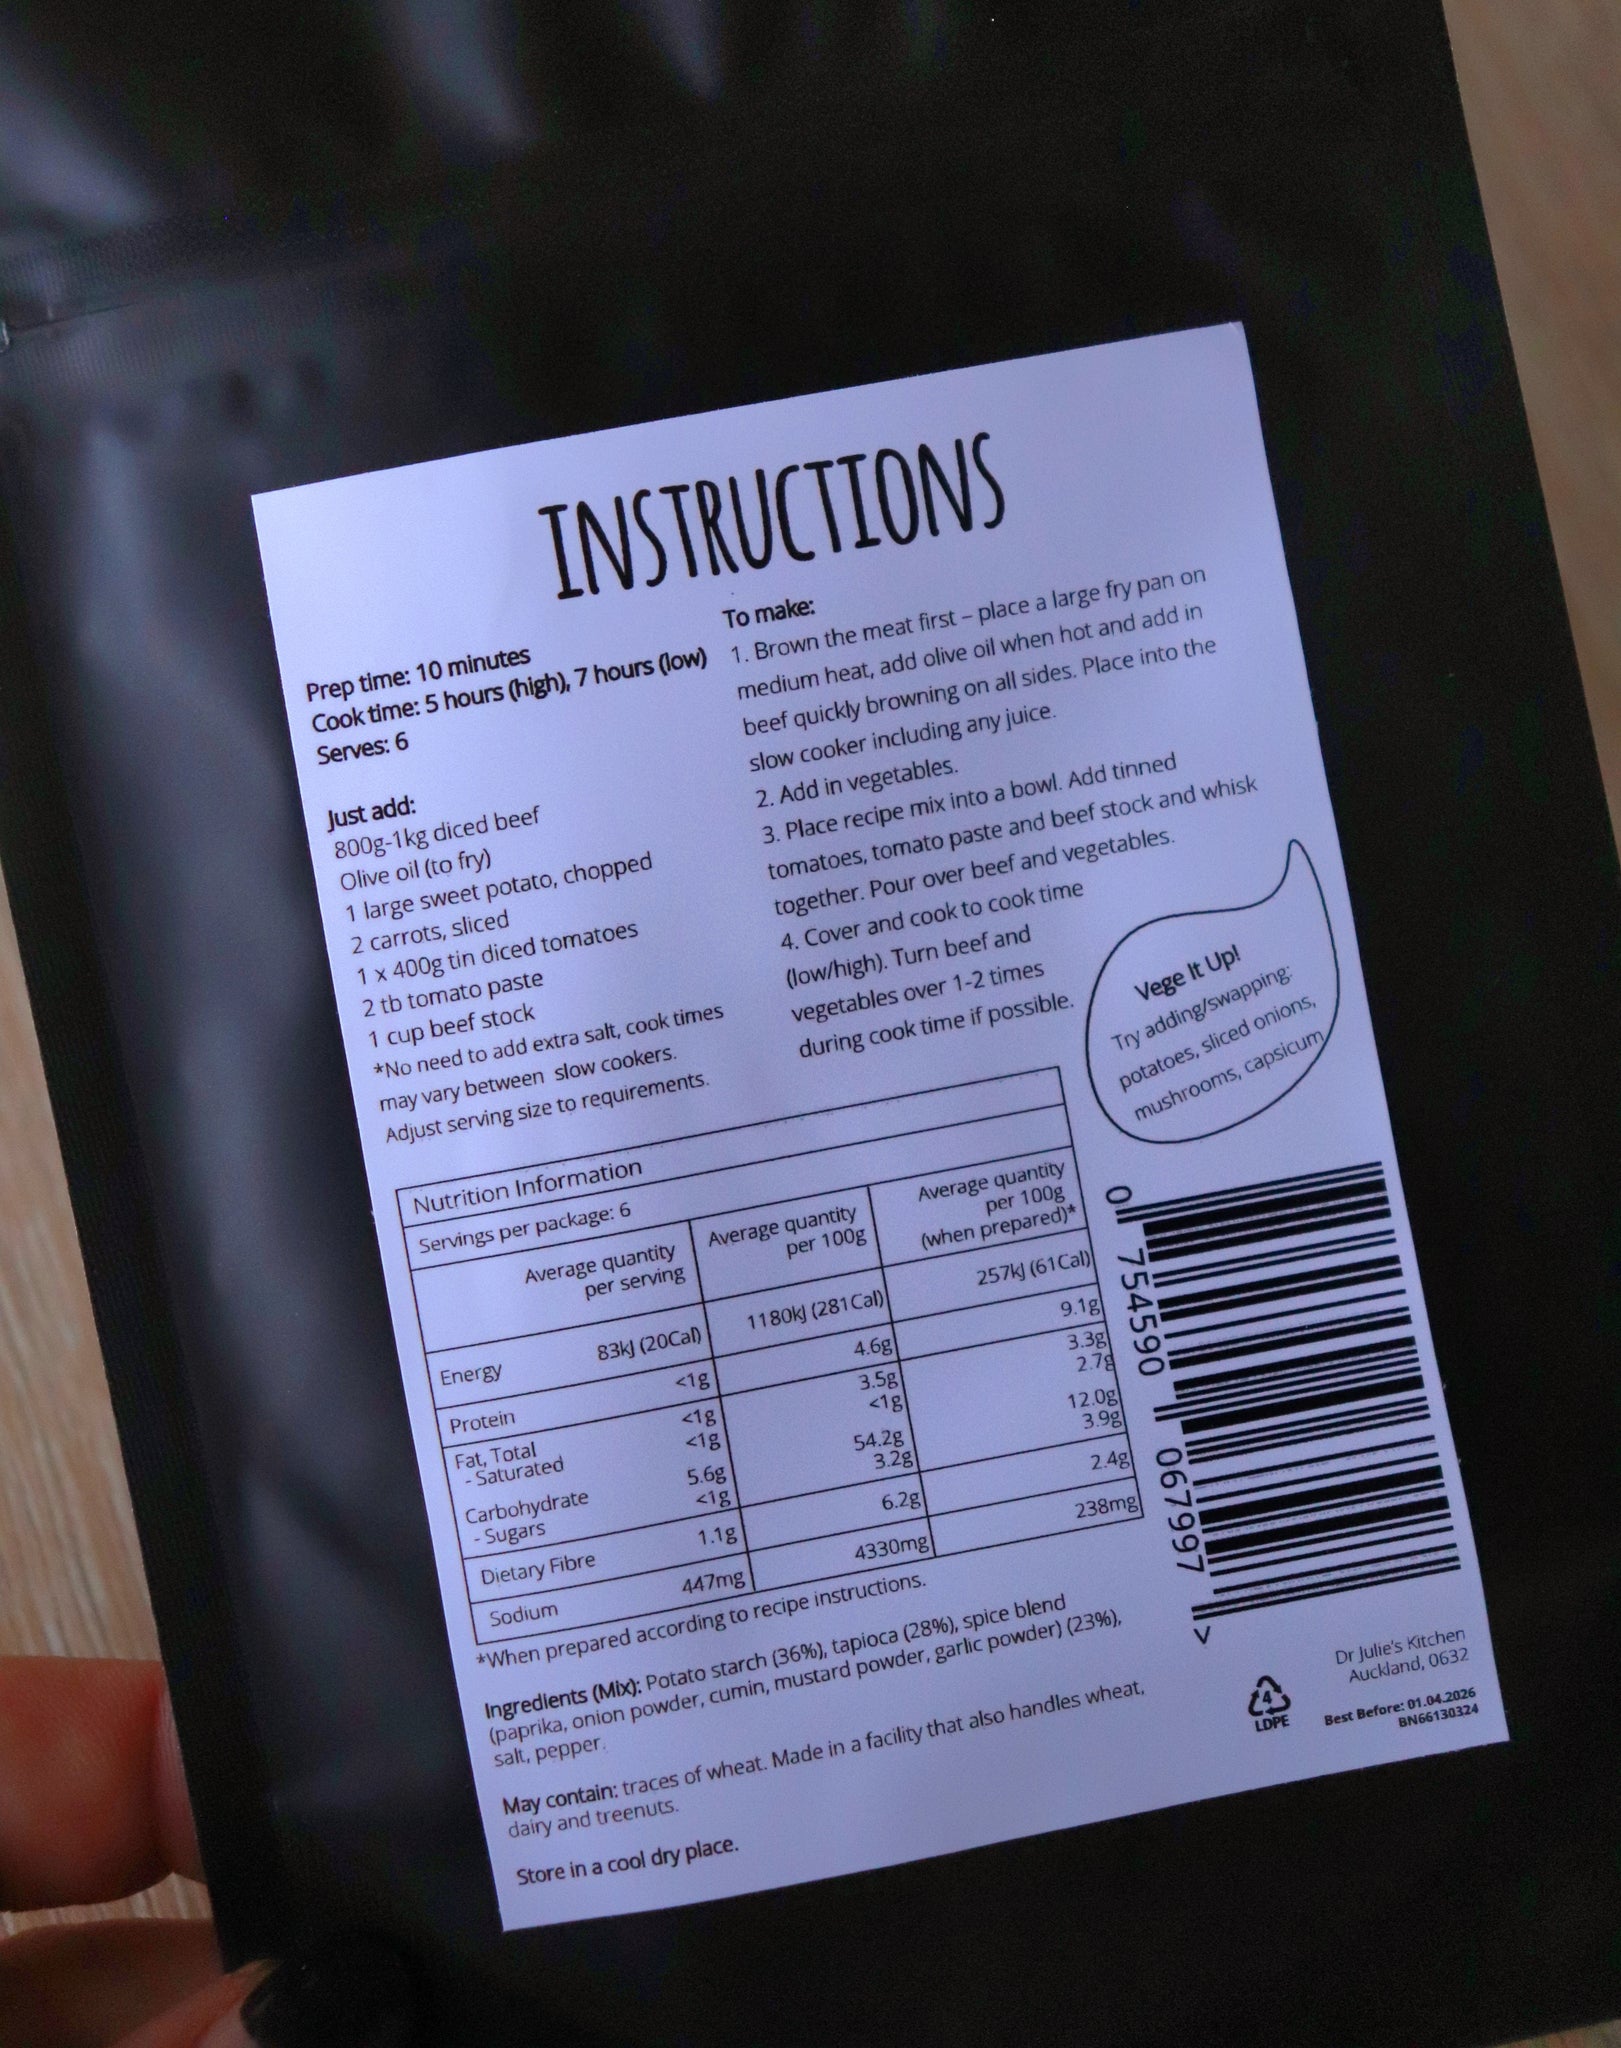 INSTRUCTIONS
Prep time: 10 minutes
Cook time: 5 hours (high), 7 hours (low)
Serves: 6
Just add:
800g-1kg diced beef
Olive oil (to fry)
1 large sweet potato, chopped
2 carrots, sliced
1 x 400g tin diced tomatoes
2 tb tomato paste
1 cup beef stock
*No need to add extra salt, cook times
may vary between slow cookers.
Adjust serving size to requirements.
To make:
1. Brown the meat first – place a large fry pan on
medium heat, add olive oil when hot and add in
beef quickly browning on all sides. Place into the
slow cooker including any juice.
2. Add in vegetables.
3. Place recipe mix into a bowl. Add tinned
tomatoes, tomato paste and beef stock and whisk
together. Pour over beef and vegetables.
4. Cover and cook to cook time
(low/high). Turn beef and
vegetables over 1-2 times
during cook time if possible.
Vege It Up!
Try adding/swapping:
potatoes, sliced onions,
mushrooms, capsicum
Nutrition Information
Servings per package: 6
Average quantity
per serving
Average quantity
per 100g
Average quantity
per 100g
(when prepared)*
Energy 83kJ (20Cal) 1180kJ (281Cal) 257kJ (61Cal)
Protein <1g 4.6g 9.1g
Fat, Total <1g 3.5g 3.3g
- Saturated <1g <1g 2.7g
Carbohydrate 5.6g 54.2g 12.0g
- Sugars <1g 3.2g 3.9g
Dietary Fibre 1.1g 6.2g 2.4g
Sodium 447mg 4330mg 238mg
*When prepared according to recipe instructions.
Ingredients (Mix): Potato starch (36%), tapioca (28%), spice blend
(paprika, onion powder, cumin, mustard powder, garlic powder) (23%),
salt, pepper.
May contain: traces of wheat. Made in a facility that also handles wheat,
dairy and treenuts.
Store in a cool dry place.
0 754590 067997 >
4
LDPE
Dr Julie's Kitchen
Auckland, 0632
Best Before: 01.04.2026
BN66130324